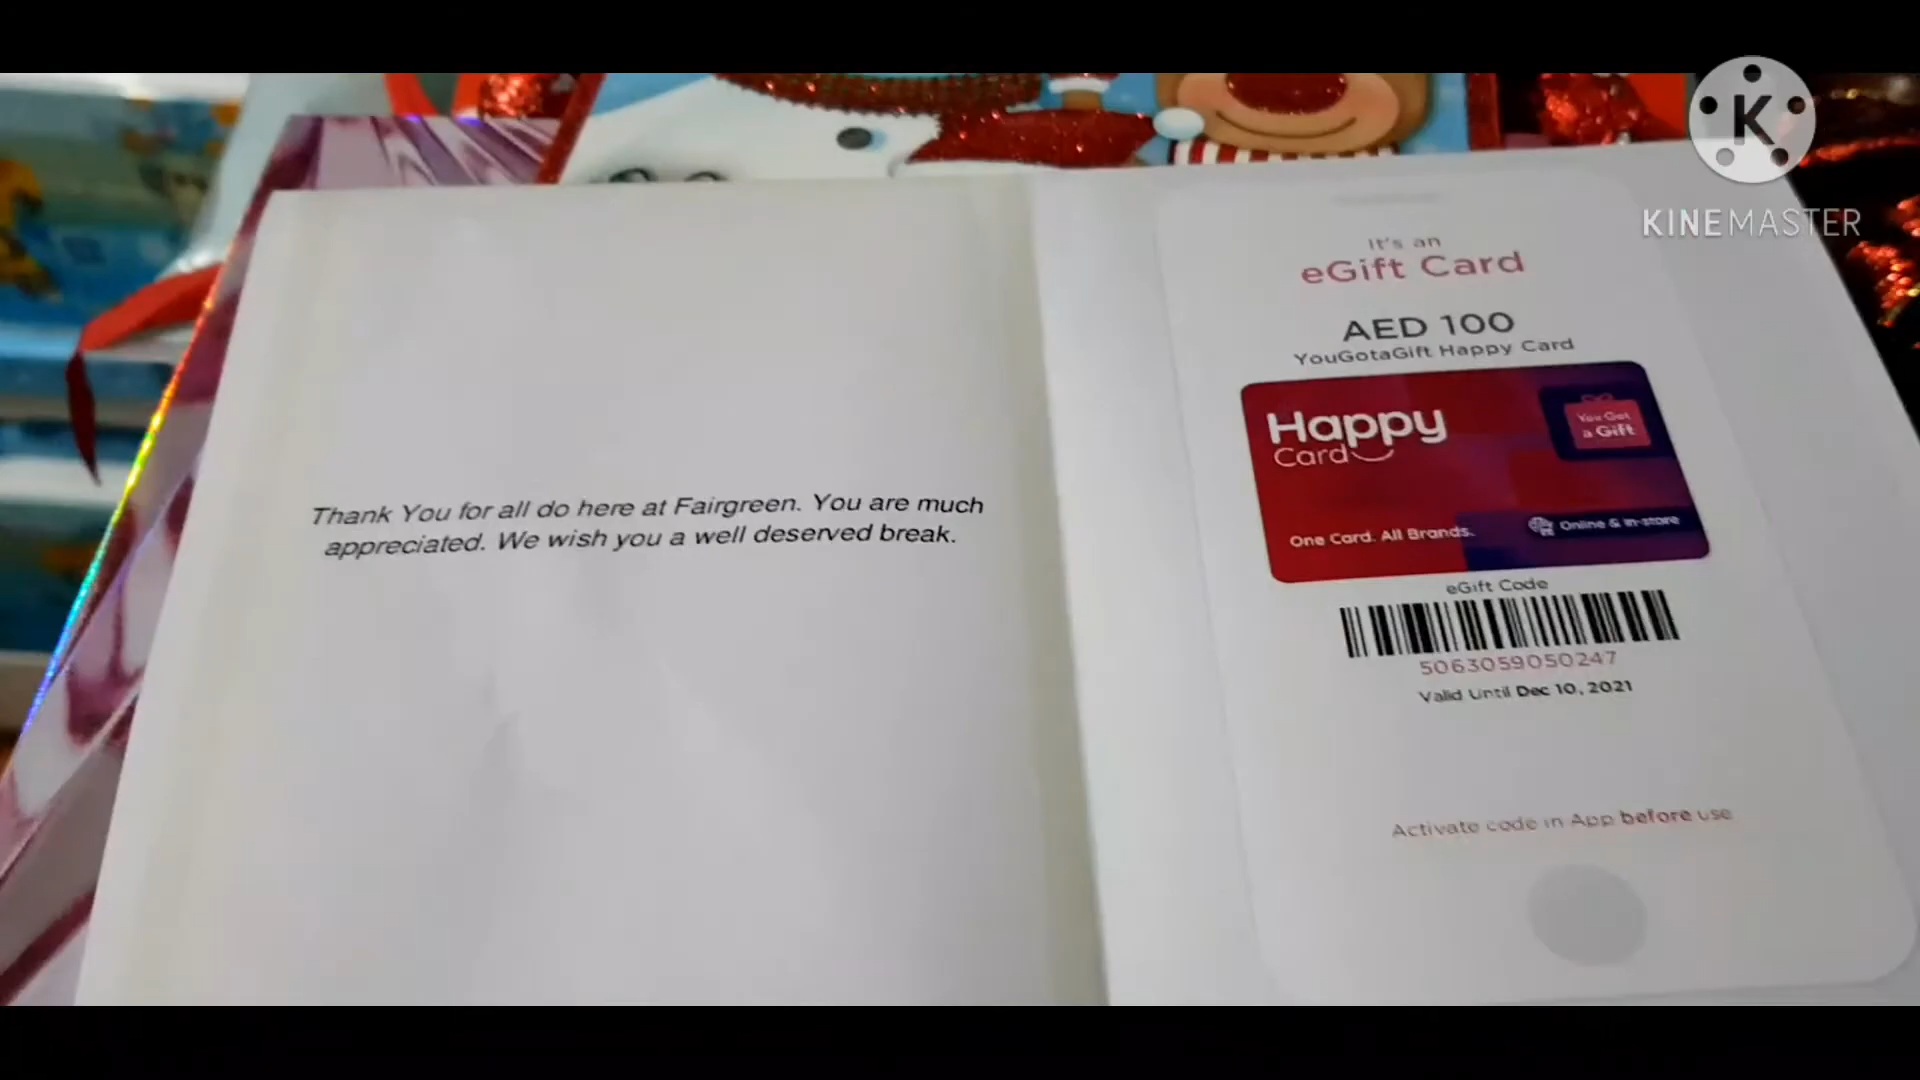 Thank You for all do here at Fairgreen. You are much
appreciated. We wish you a well deserved break.
It's an
eGift Card
AED 100
YouGotaGift Happy Card
Happy
Card
You Got
a Gift
One Card. All Brands.
Online & in-store
eGift Code
5063059050247
Valid Until Dec 10, 2021
Activate code in App before use
K
KINEMASTER